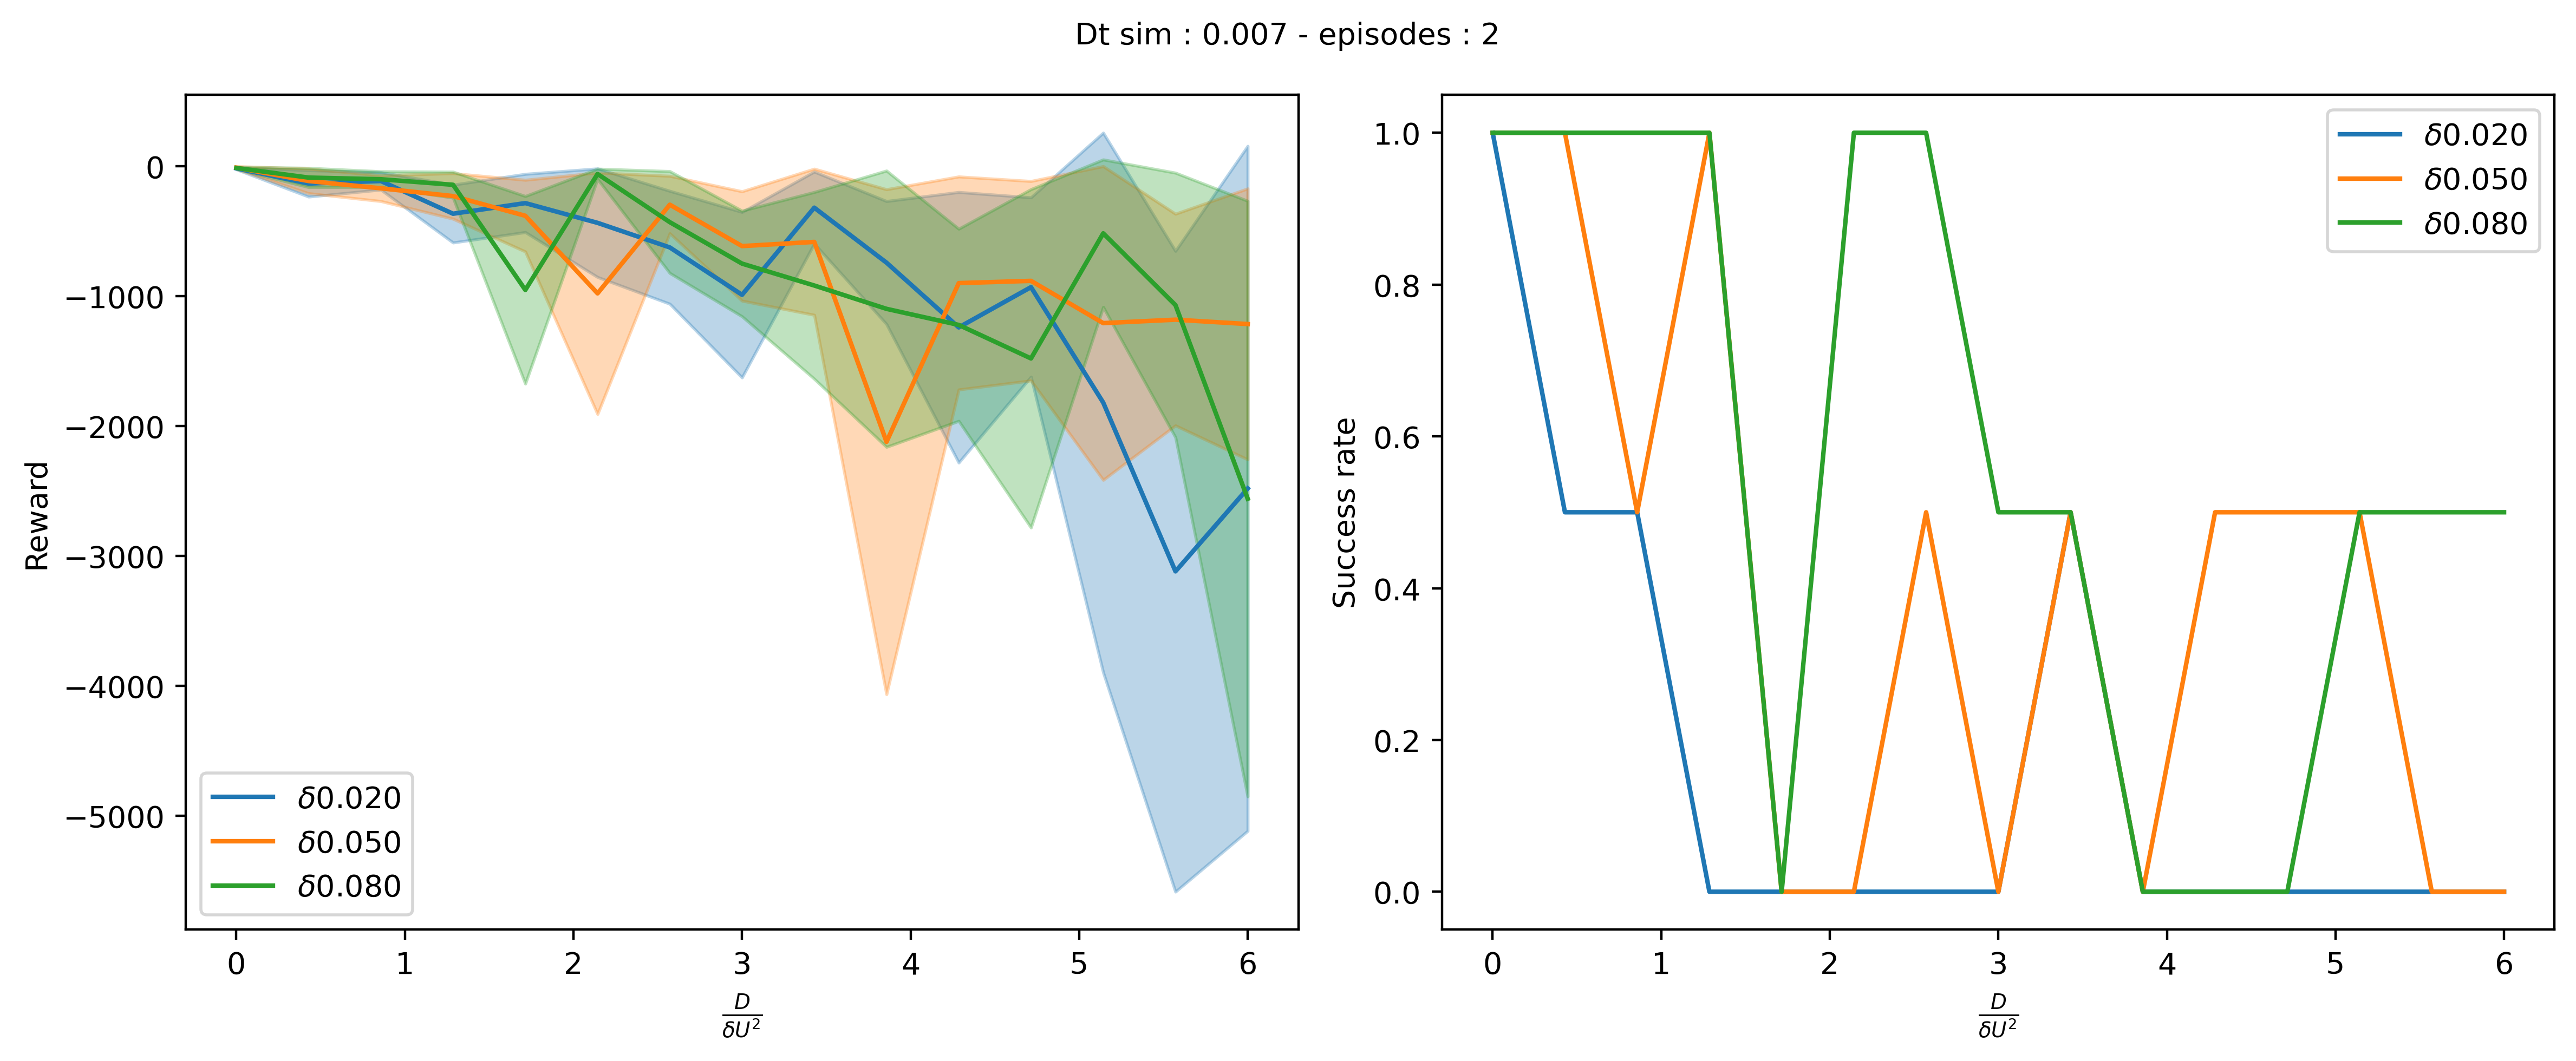 Dt sim : 0.007 - episodes : 2
Reward
0
−1000
−2000
−3000
−4000
−5000
δ0.020
δ0.050
δ0.080
0 1 2 3 4 5 6
D
δU²
Success rate
1.0
0.8
0.6
0.4
0.2
0.0
δ0.020
δ0.050
δ0.080
0 1 2 3 4 5 6
D
δU²